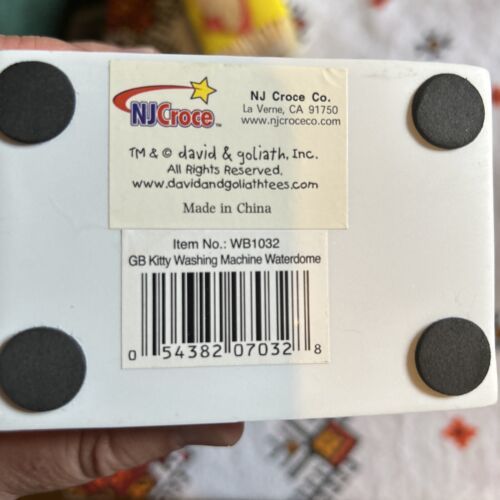 NJCroce™
NJ Croce Co.
La Verne, CA 91750
www.njcroceco.com
TM & © david & goliath, Inc.
All Rights Reserved.
www.davidandgoliathtees.com
Made in China
Item No.: WB1032
GB Kitty Washing Machine Waterdome
0 54382 07032 8